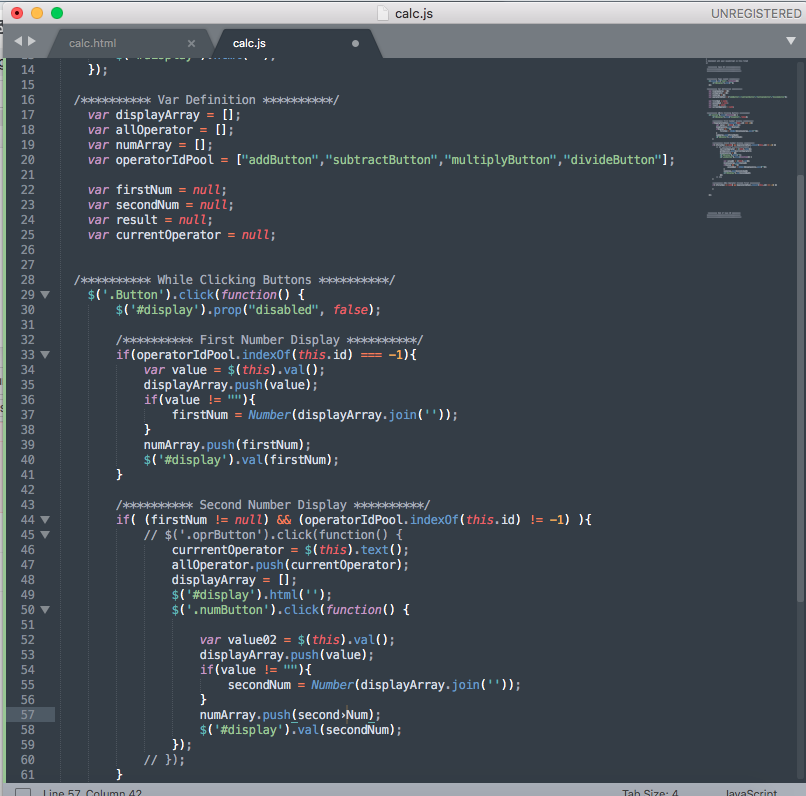 calc.js
UNREGISTERED
calc.html
calc.js
14 });
15
16 /********** Var Definition **********/
17 var displayArray = [];
18 var allOperator = [];
19 var numArray = [];
20 var operatorIdPool = ["addButton","subtractButton","multiplyButton","divideButton"];
21
22 var firstNum = null;
23 var secondNum = null;
24 var result = null;
25 var currentOperator = null;
26
27
28 /********** While Clicking Buttons **********/
29 $('.Button').click(function() {
30 $('#display').prop("disabled", false);
31
32 /********** First Number Display **********/
33 if(operatorIdPool.indexOf(this.id) === -1){
34 var value = $(this).val();
35 displayArray.push(value);
36 if(value != ""){
37 firstNum = Number(displayArray.join(''));
38 }
39 numArray.push(firstNum);
40 $('#display').val(firstNum);
41 }
42
43 /********** Second Number Display **********/
44 if( (firstNum != null) && (operatorIdPool.indexOf(this.id) != -1) ){
45 // $('.oprButton').click(function() {
46 currrentOperator = $(this).text();
47 allOperator.push(currentOperator);
48 displayArray = [];
49 $('#display').html('');
50 $('.numButton').click(function() {
51
52 var value02 = $(this).val();
53 displayArray.push(value);
54 if(value != ""){
55 secondNum = Number(displayArray.join(''));
56 }
57 numArray.push(second›Num);
58 $('#display').val(secondNum);
59 });
60 // });
61 }
Line 57, Column 42
Tab Size: 4
JavaScript